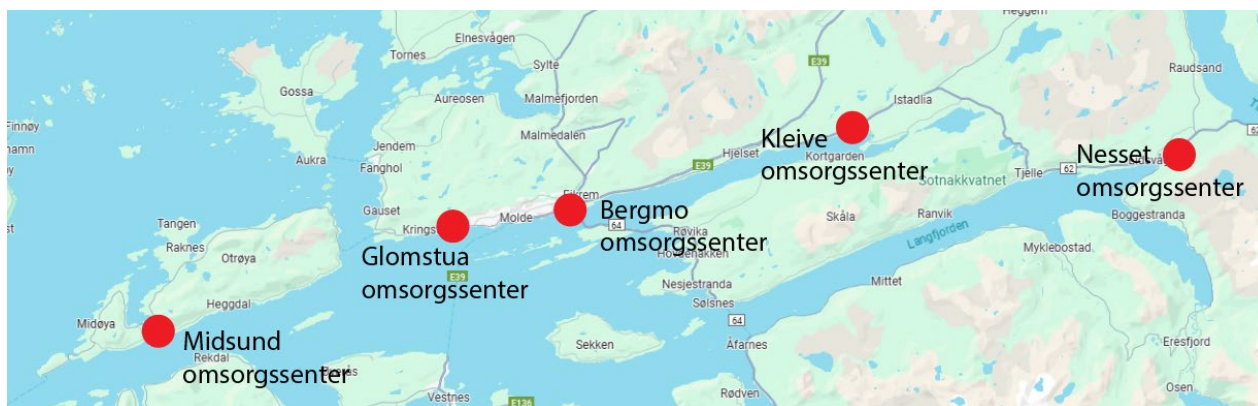 Heggem
Tornes
Elnesvågen
Sylte
E39
Raudsand
Gossa
Aureosen
Malmefjorden
Istadlia
Finnøy
Malmedalen
Kleive
omsorgssenter
Hjelset
Kortgarden
Aukra
Jendem
Fanghol
E39
Sotnakkvatnet
Tjelle
62
Nesset
omsorgssenter
Gauset
Molde
Bergmo
omsorgssenter
64
Røvika
Skåla
Ranvik
Boggestranda
Tangen
Raknes
Otrøya
Glomstua
omsorgssenter
E39
Langfjorden
Myklebostad
Nesjestranda
Mittet
Heggdal
Sølsnes
Midøya
Midsund
omsorgssenter
64
Sekken
Åfarnes
Eresfjord
Rekdal
Vestnes
E136
Rødven
Osen